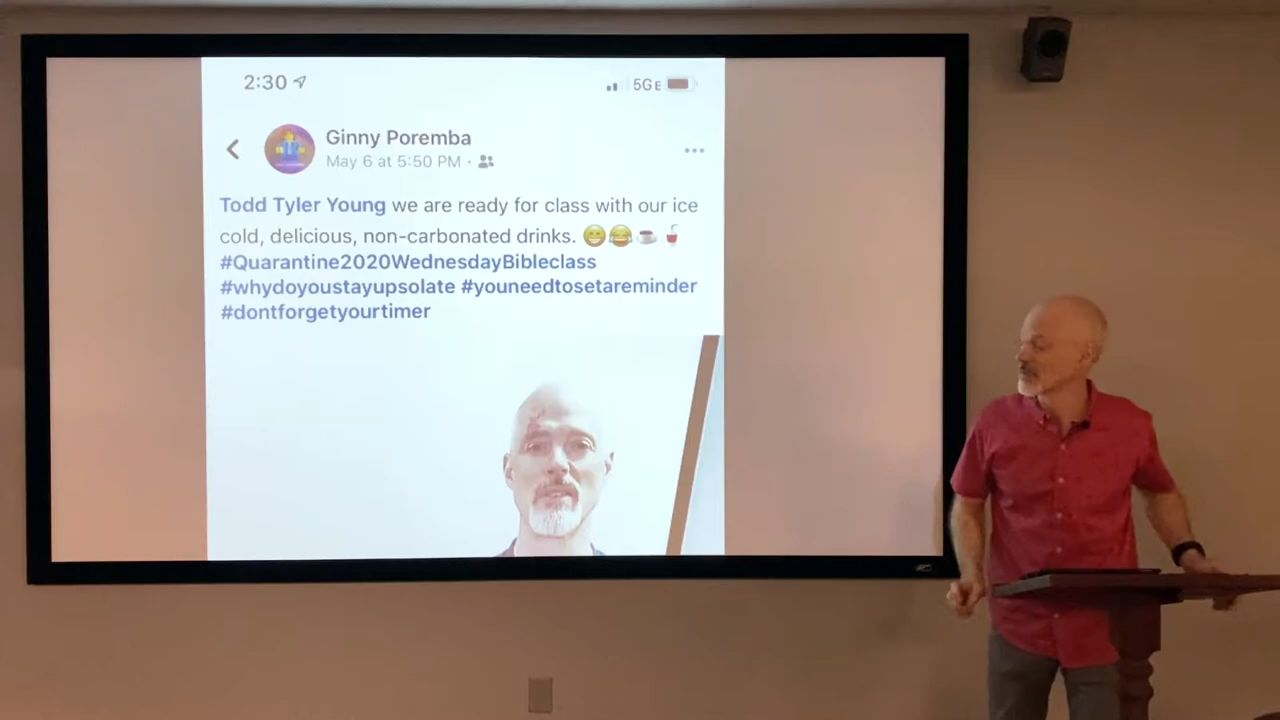 2:30
5GE
Ginny Poremba
May 6 at 5:50 PM ·
Todd Tyler Young we are ready for class with our ice
cold, delicious, non-carbonated drinks. 😁😂☕🥤
#Quarantine2020WednesdayBibleclass
#whydoyoustayupsolate #youneedtosetareminder
#dontforgetyourtimer